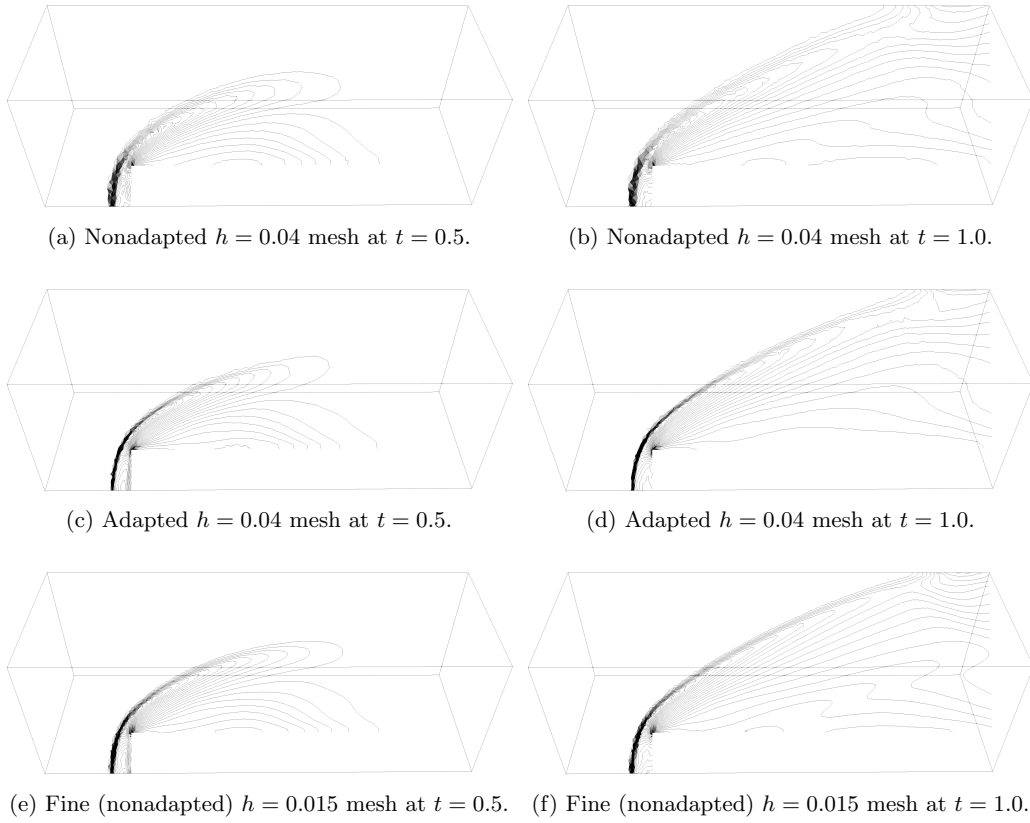 (a) Nonadapted h = 0.04 mesh at t = 0.5.
(b) Nonadapted h = 0.04 mesh at t = 1.0.
(c) Adapted h = 0.04 mesh at t = 0.5.
(d) Adapted h = 0.04 mesh at t = 1.0.
(e) Fine (nonadapted) h = 0.015 mesh at t = 0.5.
(f) Fine (nonadapted) h = 0.015 mesh at t = 1.0.